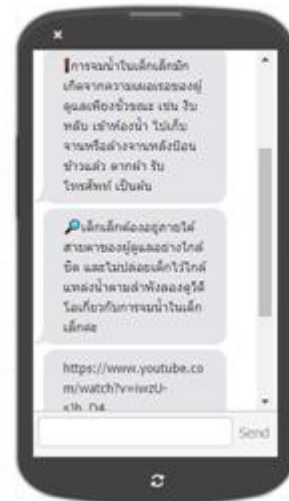 ×
การจมน้ำในเด็กเล็กมัก
เกิดจากความเผอเรอของผู้
ดูแลเพียงชั่วขณะ เช่น งีบ
หลับ เข้าห้องน้ำ ไปเก็บ
จานหรือล้างจานหลังป้อน
ข้าวแล้ว ตากผ้า รับ
โทรศัพท์ เป็นต้น
เด็กเล็กต้องอยู่ภายใต้
สายตาของผู้ดูแลอย่างใกล้
ชิด และไม่ปล่อยเด็กไว้ใกล้
แหล่งน้ำตามลำพังลองดูวีดี
โอเกี่ยวกับการจมน้ำในเด็ก
เล็กค่ะ
https://www.youtube.co
m/watch?v=iwzU-
Send